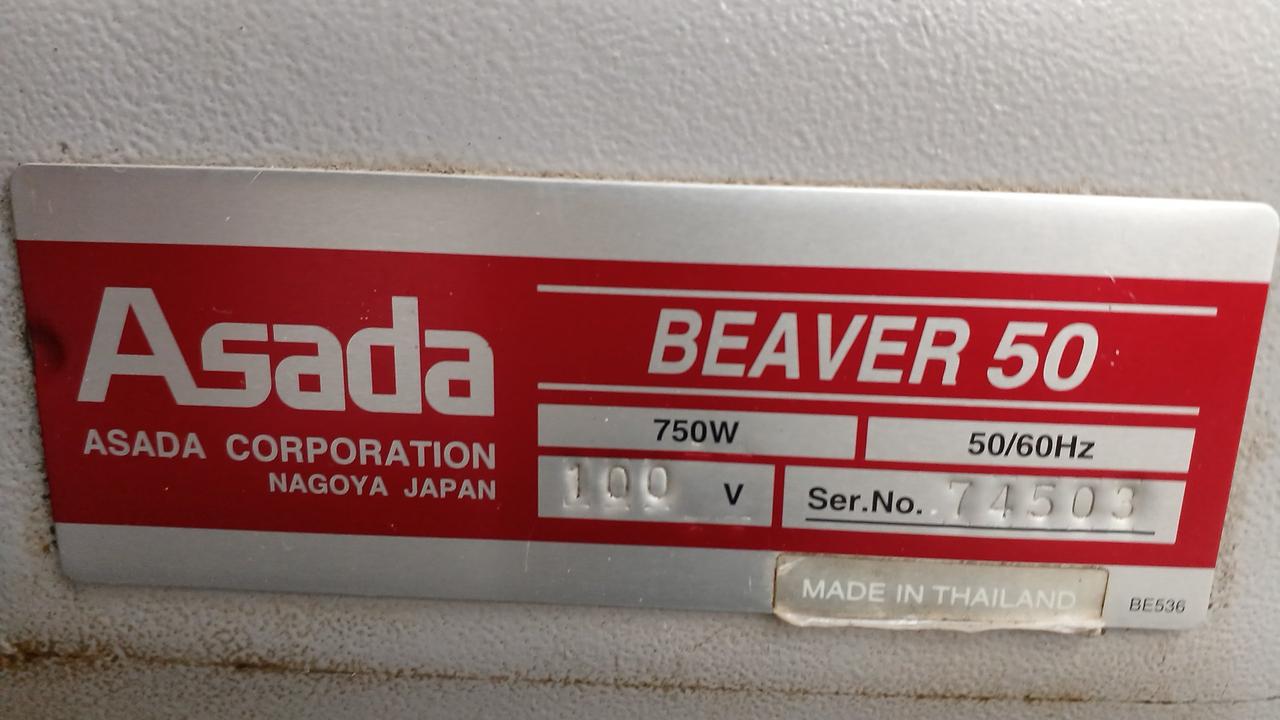 Asada
ASADA CORPORATION
NAGOYA JAPAN
BEAVER 50
750W
50/60Hz
100 V
Ser.No. 74503
MADE IN THAILAND
BE536